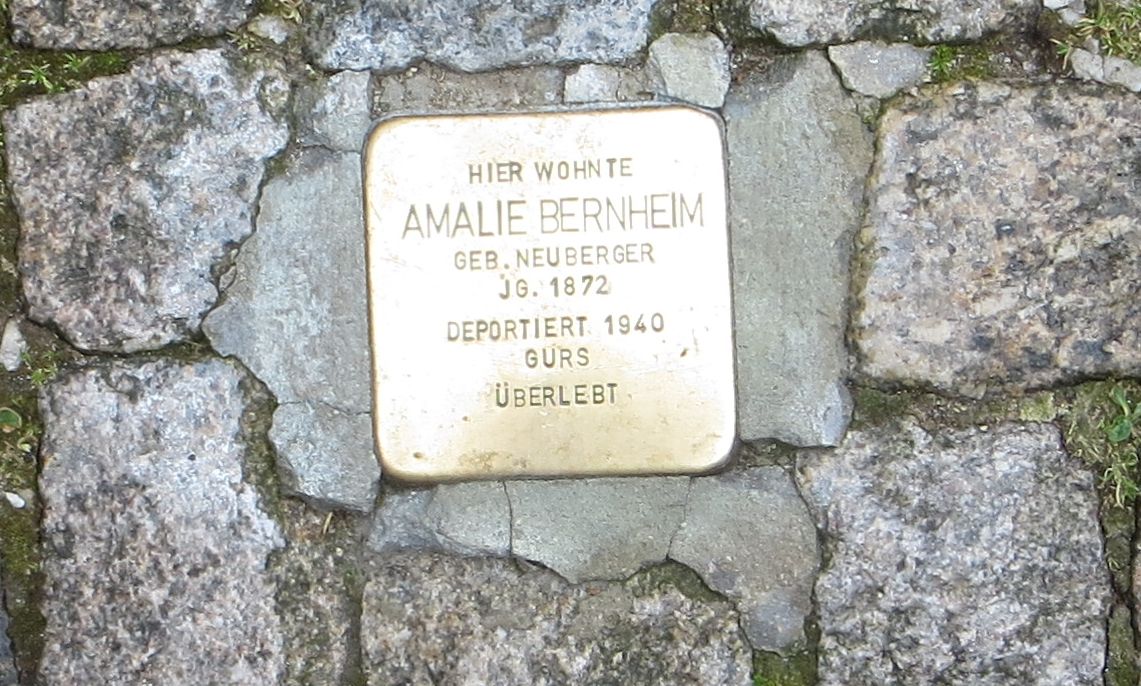 HIER WOHNTE
AMALIE BERNHEIM
GEB. NEUBERGER
JG. 1872
DEPORTIERT 1940
GURS
ÜBERLEBT